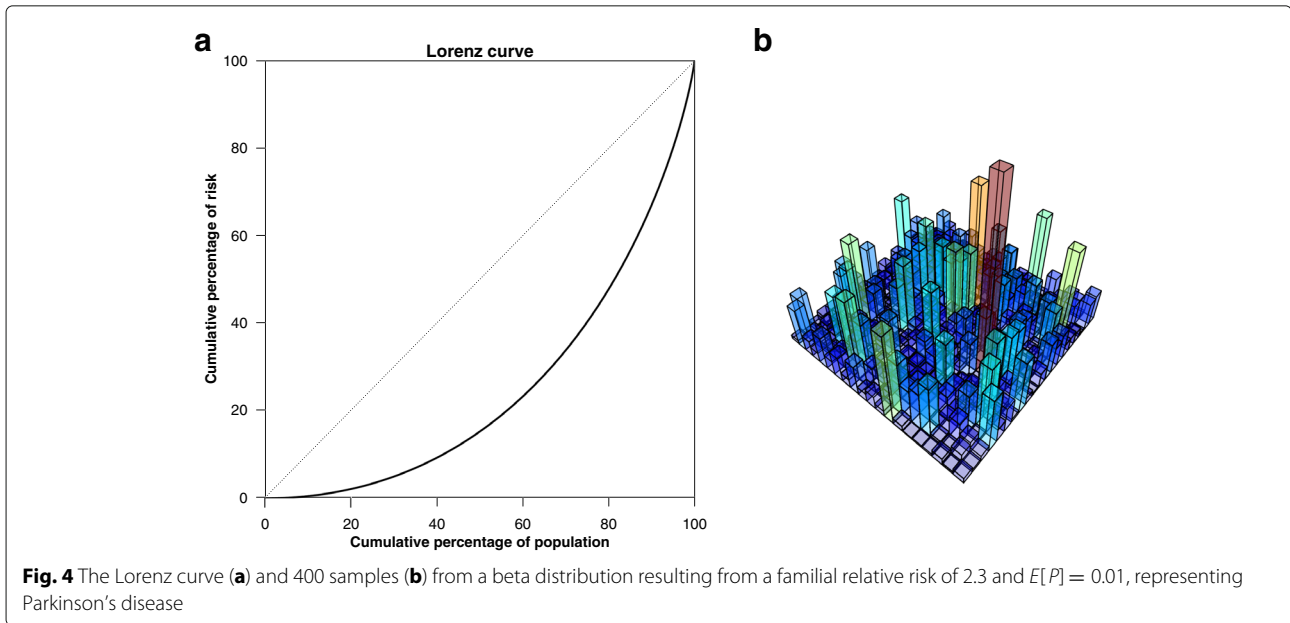 a
b
Lorenz curve
100
80
60
40
20
0
Cumulative percentage of risk
0 20 40 60 80 100
Cumulative percentage of population
Fig. 4 The Lorenz curve (a) and 400 samples (b) from a beta distribution resulting from a familial relative risk of 2.3 and E[P] = 0.01, representing
Parkinson's disease